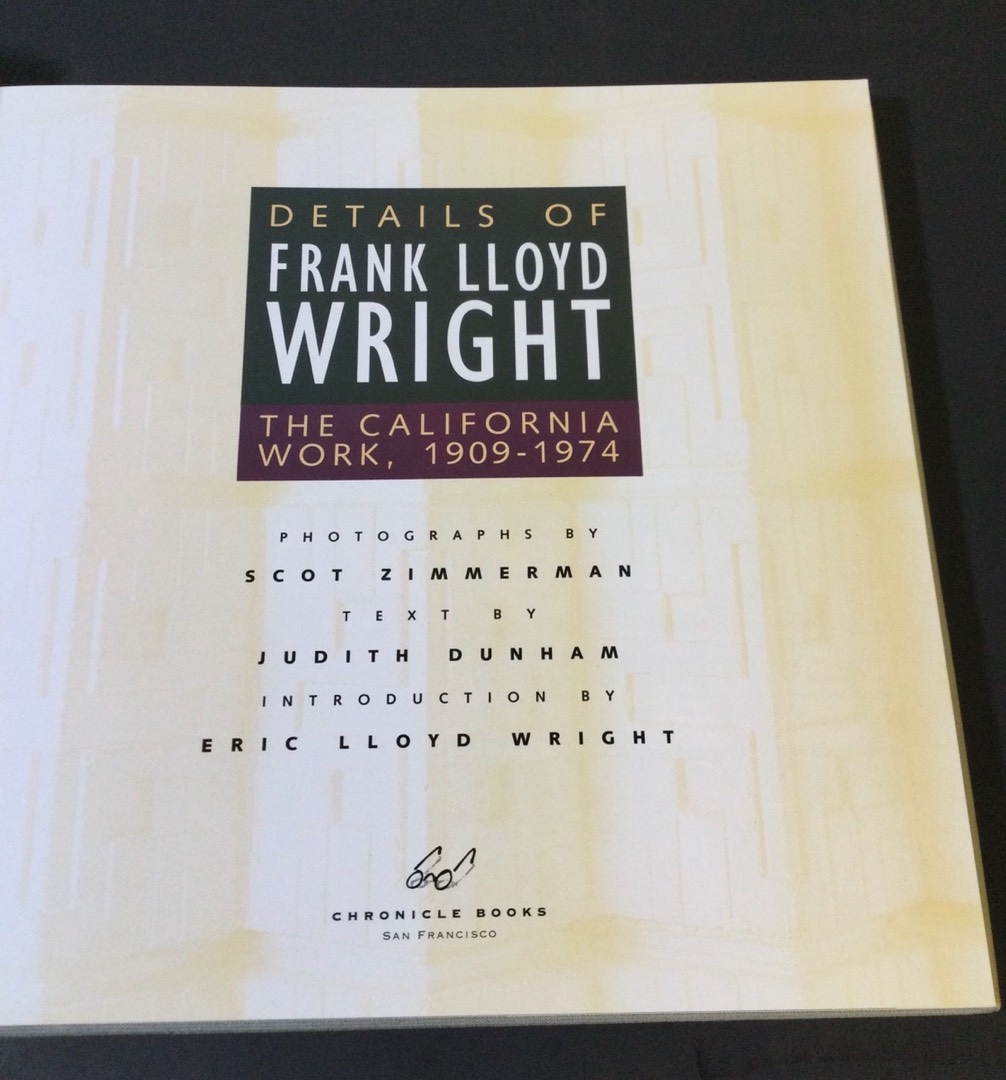 DETAILS OF
FRANK LLOYD
WRIGHT
THE CALIFORNIA
WORK, 1909-1974
PHOTOGRAPHS BY
SCOT ZIMMERMAN
TEXT BY
JUDITH DUNHAM
INTRODUCTION BY
ERIC LLOYD WRIGHT
CHRONICLE BOOKS
SAN FRANCISCO